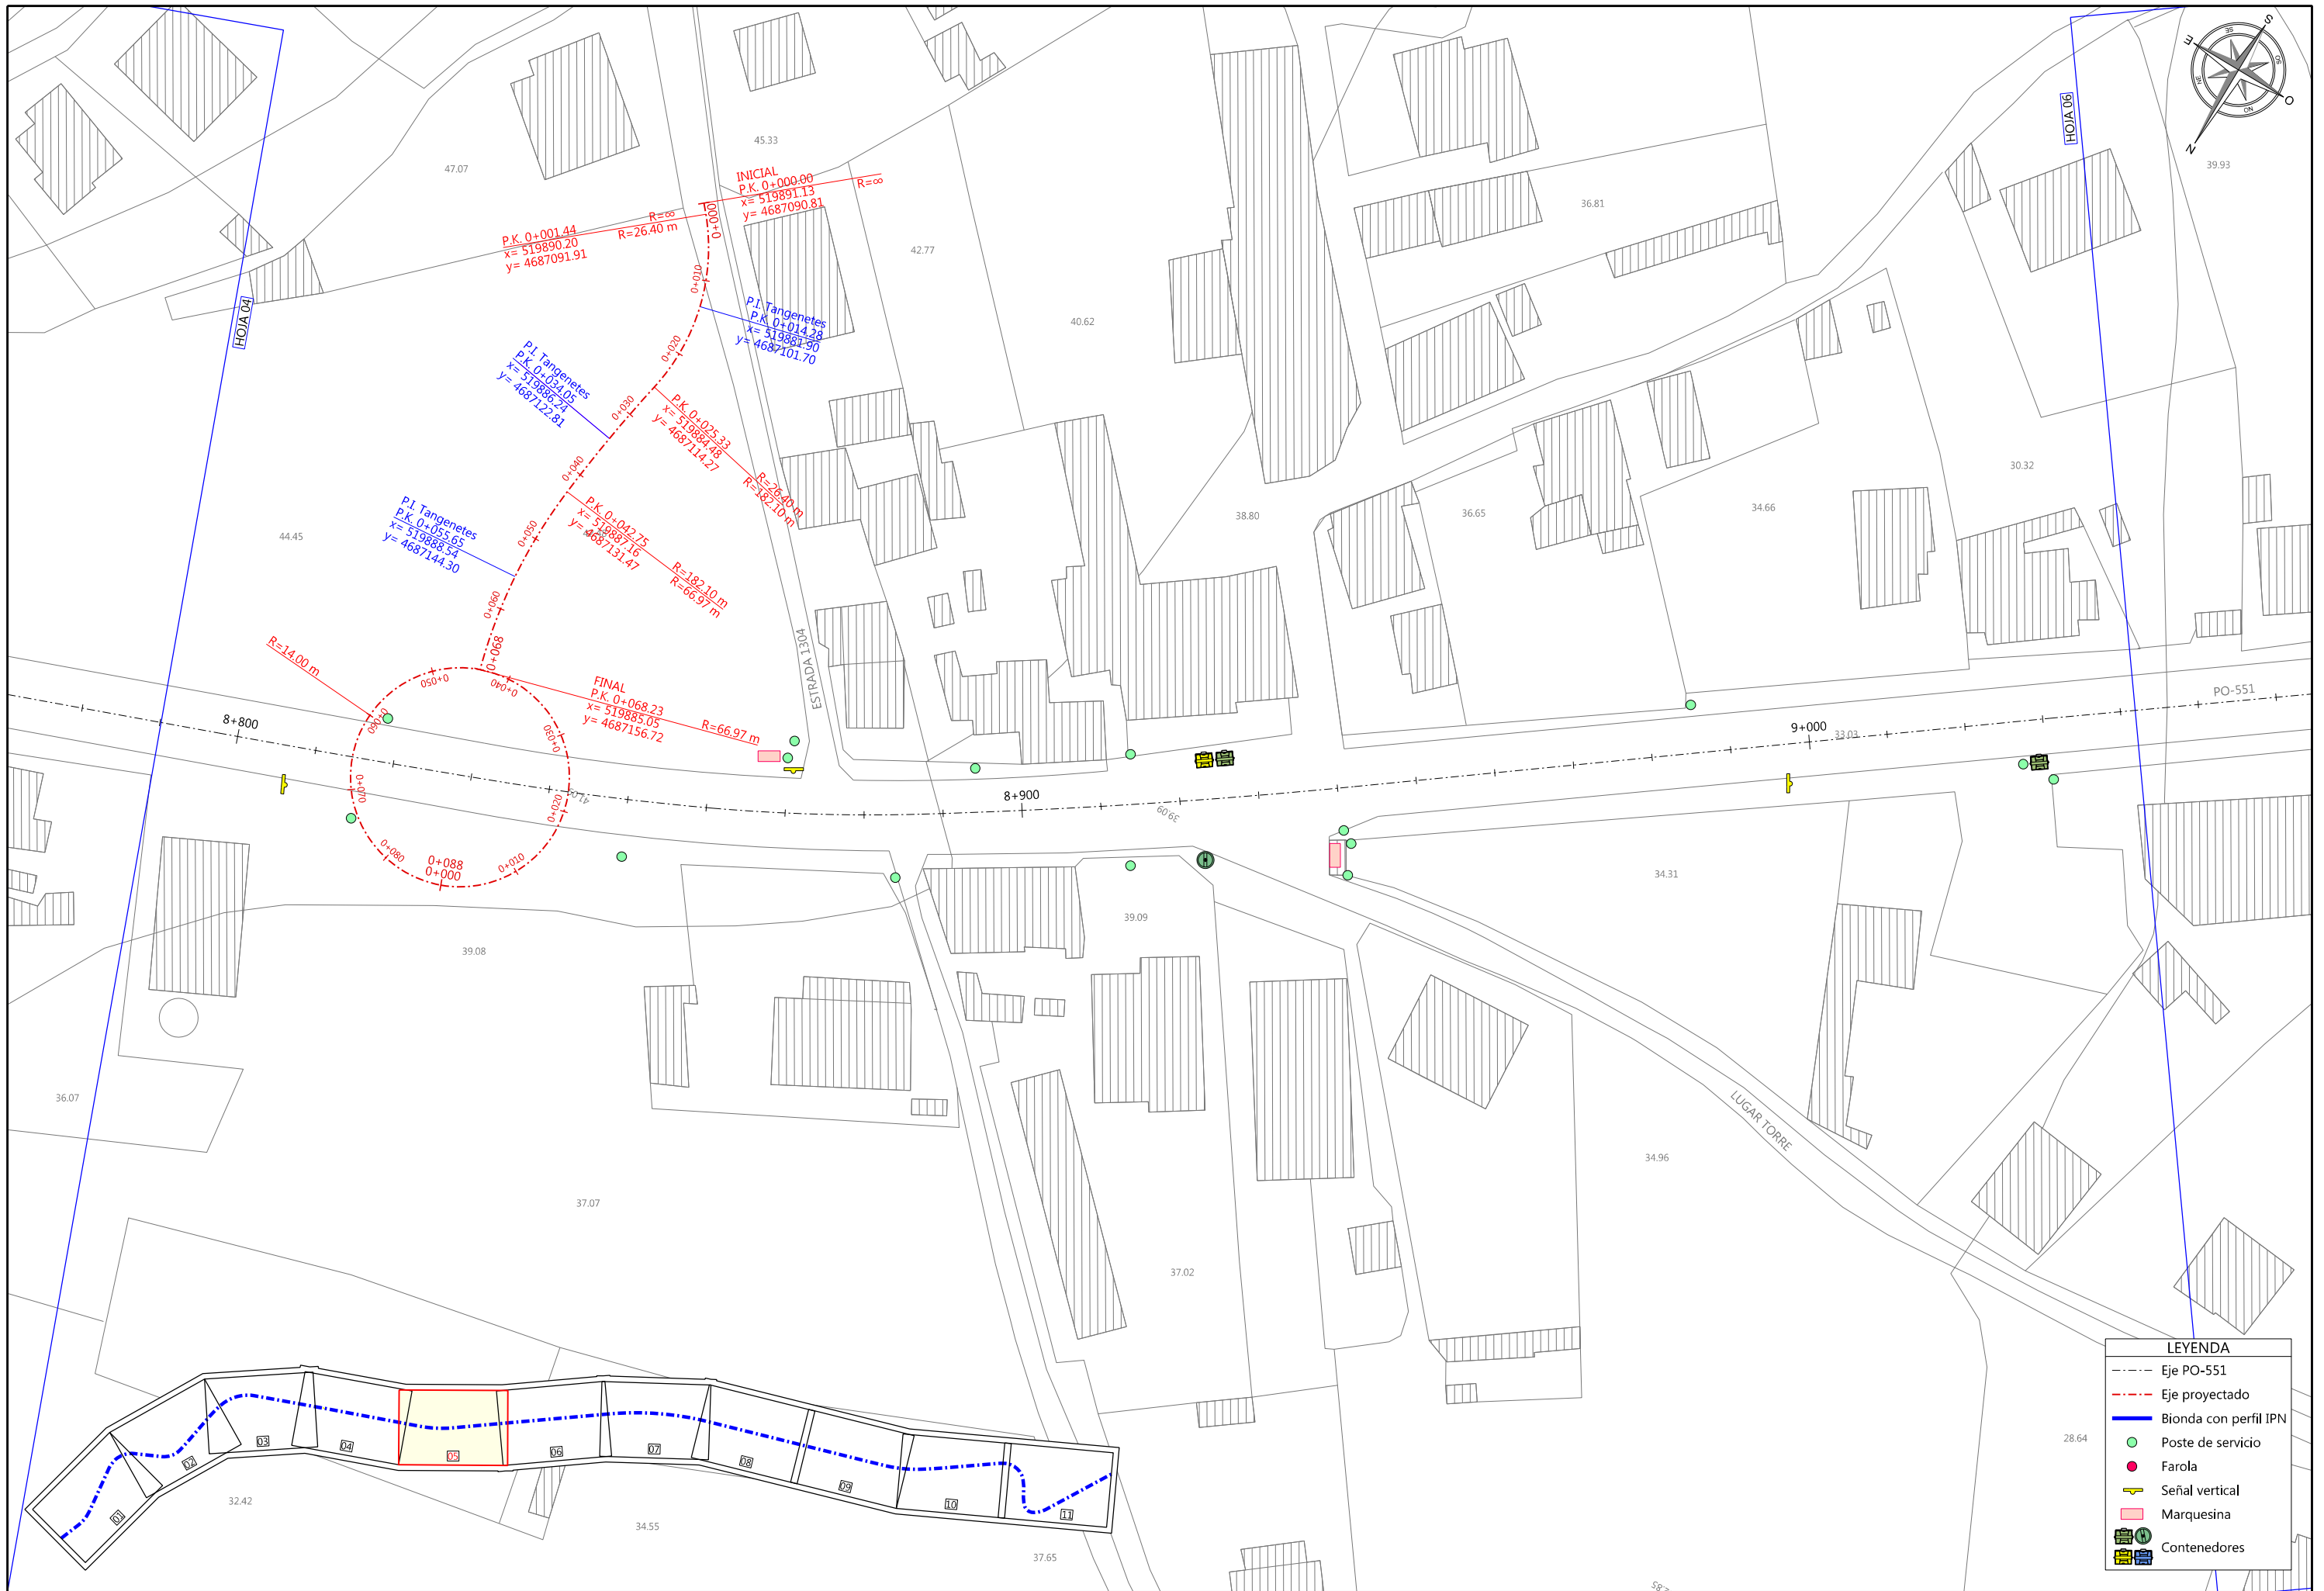 S
SE
SO
E
O
NE
NO
N
HOJA 06
39.93
45.33
47.07
INICIAL
P.K. 0+000.00
x= 519891.13
y= 4687090.81
R=∞
0+000
P.K. 0+001.44
x= 519890.20
y= 4687091.91
R=∞
R=26.40 m
36.81
42.77
0+010
HOJA 04
P.I. Tangenetes
P.K. 0+014.28
x= 519881.90
y= 4687101.70
40.62
0+020
P.I. Tangenetes
P.K. 0+034.05
x= 519886.24
y= 4687122.81
0+030
P.K. 0+025.33
x= 519884.48
y= 4687114.27
R=26.40 m
R=182.10 m
0+040
30.32
P.I. Tangenetes
P.K. 0+055.65
x= 519888.54
y= 4687144.30
P.K. 0+042.75
x= 519887.16
y= 4687131.47
R=182.10 m
R=66.97 m
0+050
44.45
38.80
36.65
34.66
0+060
0+068
ESTRADA 1304
R=14.00 m
FINAL
P.K. 0+068.23
x= 519885.05
y= 4687156.72
R=66.97 m
0+050
0+040
0+060
0+030
0+070
0+020
0+080
0+010
0+088
0+000
8+800
8+900
9+000
33.03
PO-551
39.09
34.31
39.09
39.08
36.07
LUGAR TORRE
34.96
37.07
37.02
28.64
32.42
34.55
37.65
01
02
03
04
05
06
07
08
09
10
11
LEYENDA
Eje PO-551
Eje proyectado
Bionda con perfil IPN
Poste de servicio
Farola
Señal vertical
Marquesina
Contenedores